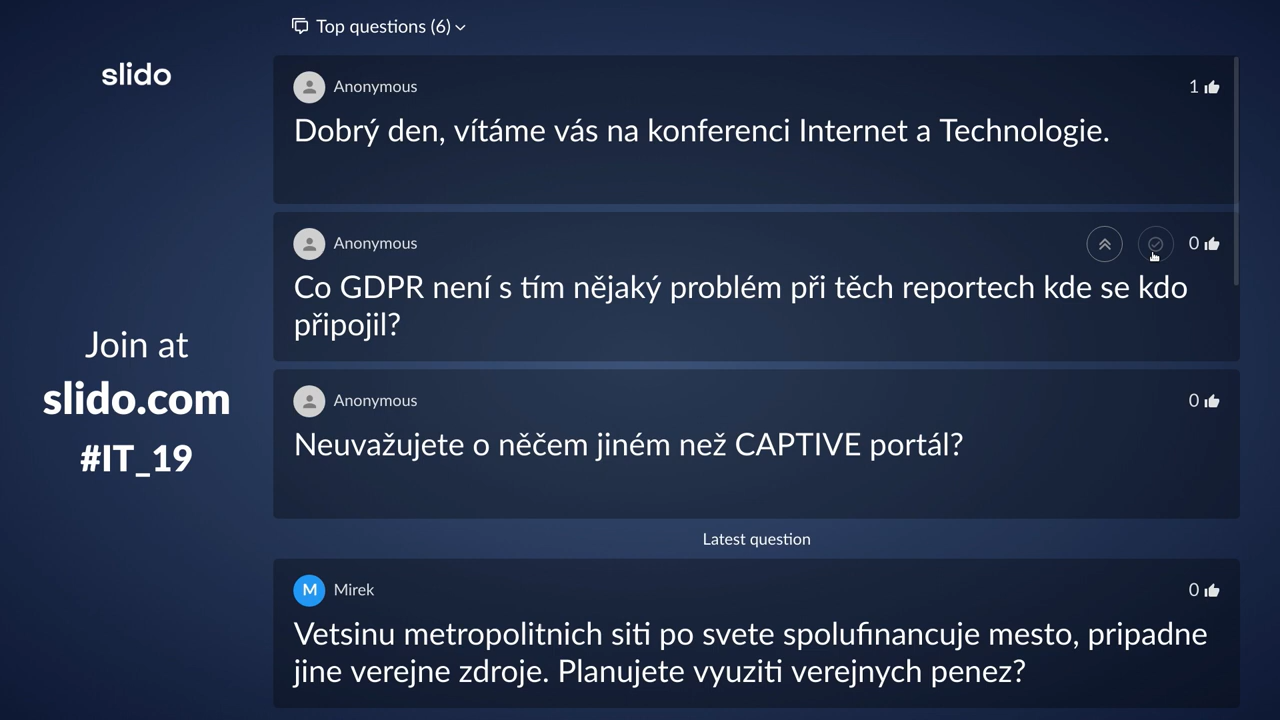 Top questions (6)
slido
Anonymous
1
Dobrý den, vítáme vás na konferenci Internet a Technologie.
Anonymous
0
Co GDPR není s tím nějaký problém při těch reportech kde se kdo
připojil?
Join at
slido.com
#IT_19
Anonymous
0
Neuvažujete o něčem jiném než CAPTIVE portál?
Latest question
M
Mirek
0
Vetsinu metropolitnich siti po svete spolufinancuje mesto, pripadne
jine verejne zdroje. Planujete vyuziti verejnych penez?